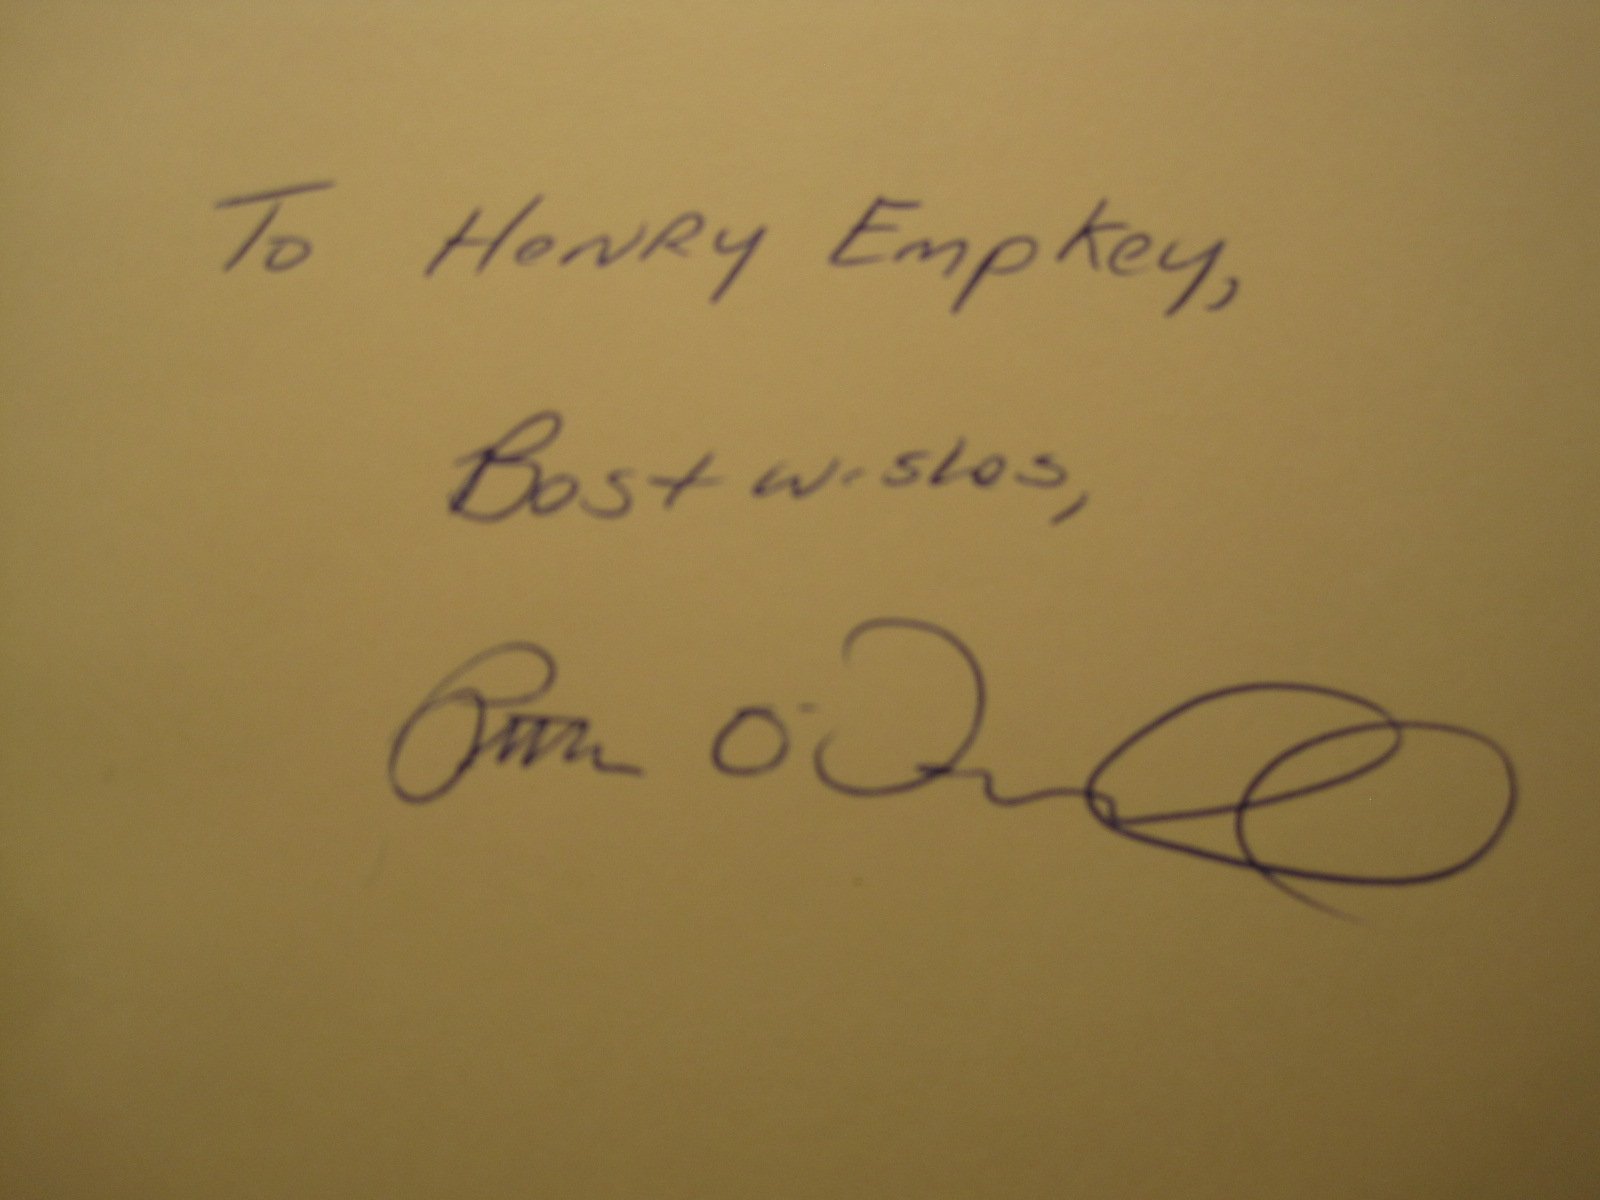 To Henry Empkey,
Best wishes,
O'